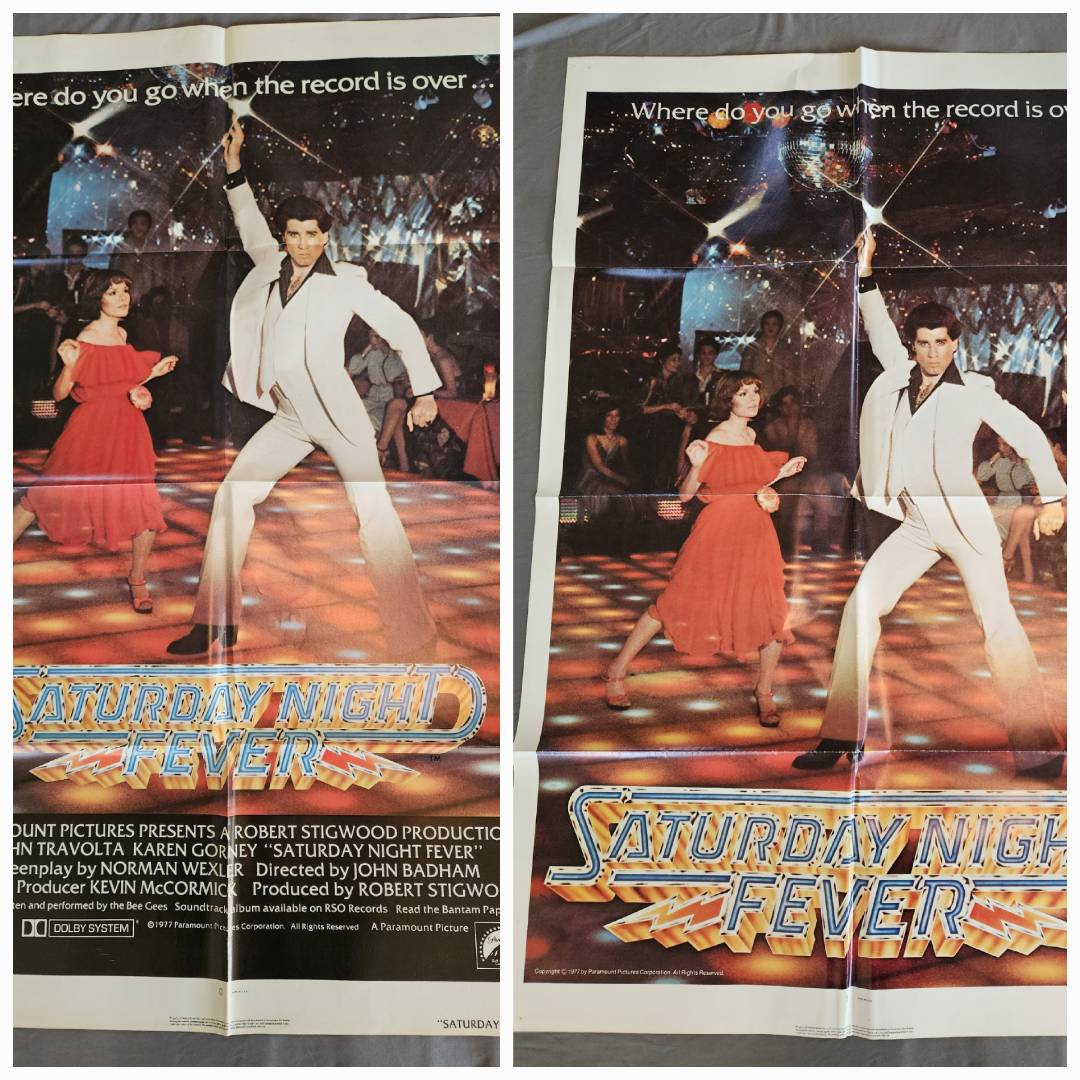 ere do you go when the record is over...
SATURDAY NIGHT
FEVER™
OUNT PICTURES PRESENTS A ROBERT STIGWOOD PRODUCTIO
HN TRAVOLTA KAREN GORNEY "SATURDAY NIGHT FEVER"
eenplay by NORMAN WEXLER Directed by JOHN BADHAM
Producer KEVIN McCORMICK Produced by ROBERT STIGWO
ten and performed by the Bee Gees Soundtrack album available on RSO Records Read the Bantam Pap
DOLBY SYSTEM® ©1977 Paramount Pictures Corporation. All Rights Reserved A Paramount Picture
"SATURDAY
Where do you go when the record is ov
SATURDAY NIGH
FEVER
Copyright © 1977 by Paramount Pictures Corporation. All Rights Reserved.